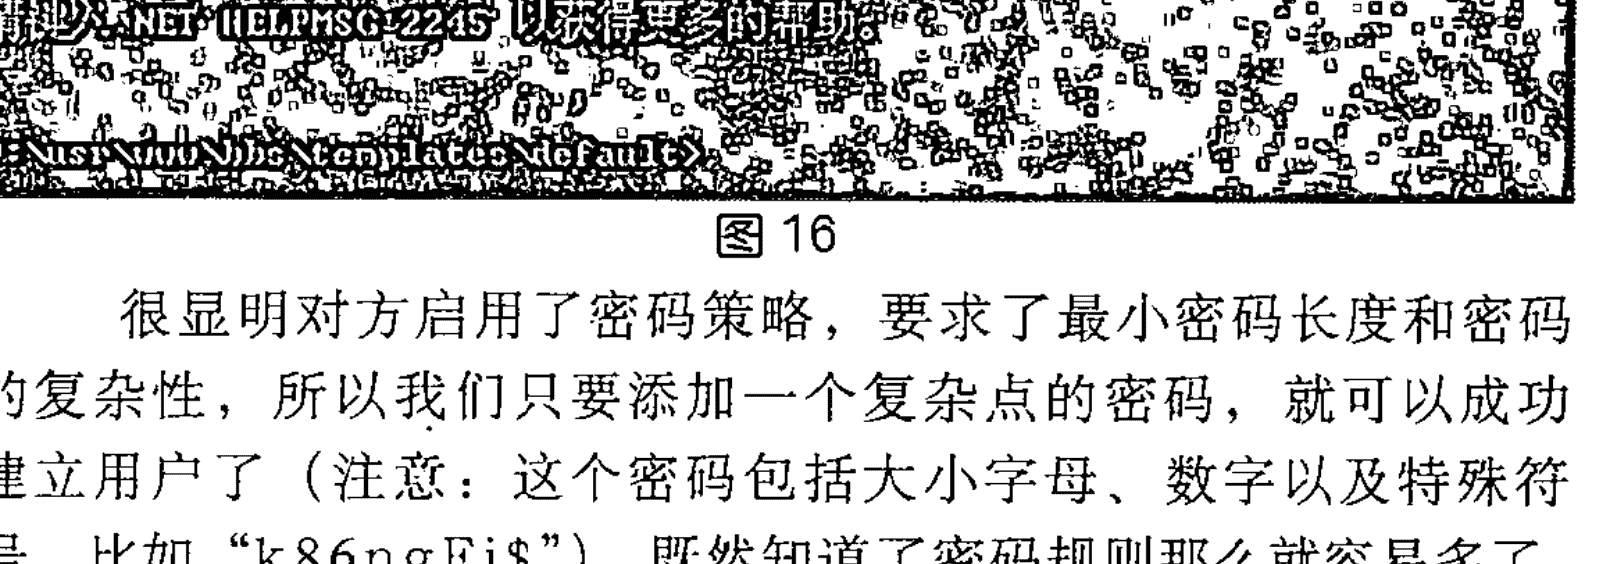 请键入 NET HELPMSG 2245 以获得更多的帮助。
:\usr\www\bbs\templates\default>
图 16
很显明对方启用了密码策略，要求了最小密码长度和密码
的复杂性，所以我们只要添加一个复杂点的密码，就可以成功
建立用户了（注意：这个密码包括大小字母、数字以及特殊符
号，比如“k86ngFj$”）。既然知道了密码规则那么就容易多了，